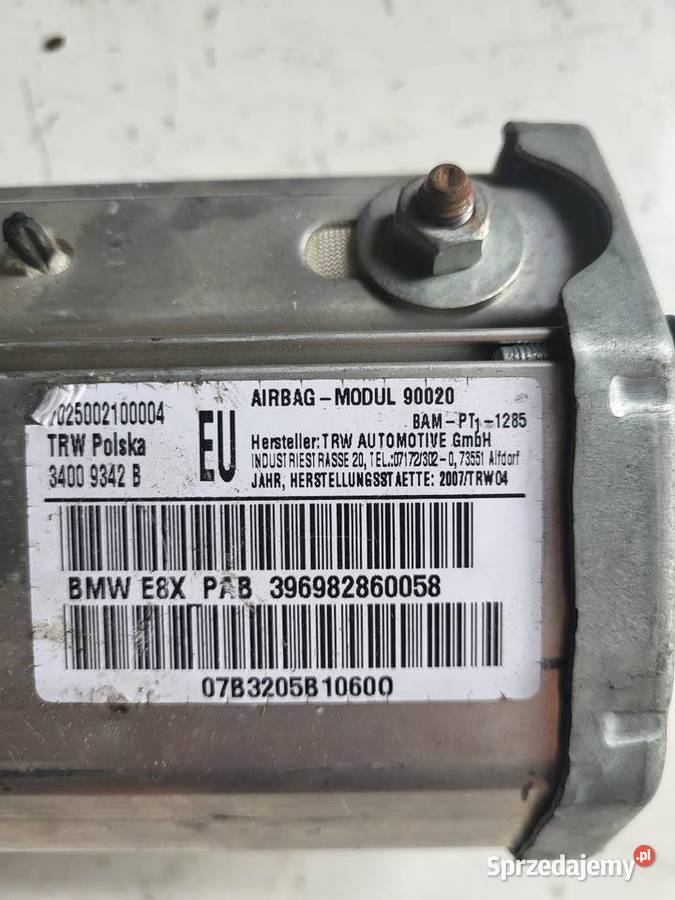 AIRBAG-MODUL 90020
BAM-PT1-1285
7025002100004
TRW Polska
3400 9342 B
EU
Hersteller: TRW AUTOMOTIVE GmbH
INDUSTRIESTRASSE 20, TEL.:07172/302-0, 73551 Alfdorf
JAHR, HERSTELLUNGSSTAETTE: 2007/TRW04
BMW E8X PAB 396982860058
07B3205B1060O
Sprzedajemy.pl